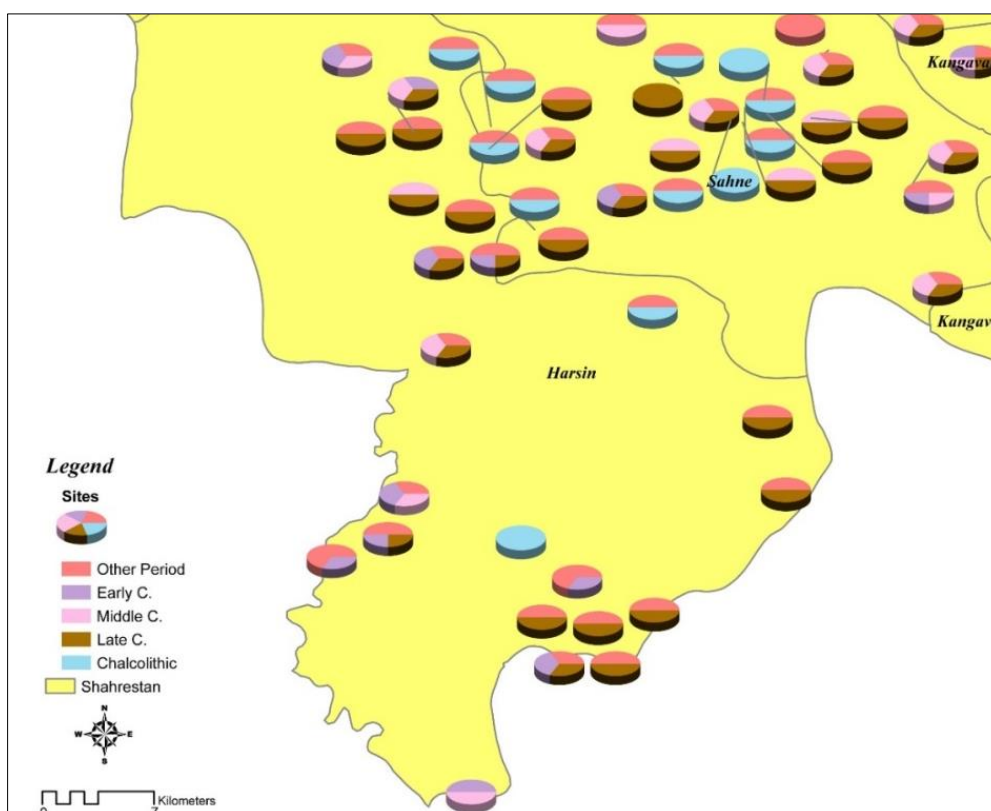 Kangava
Sahne
Kangav
Harsin
Legend
Sites
Other Period
Early C.
Middle C.
Late C.
Chalcolithic
Shahrestan
N
W E
S
Kilometers